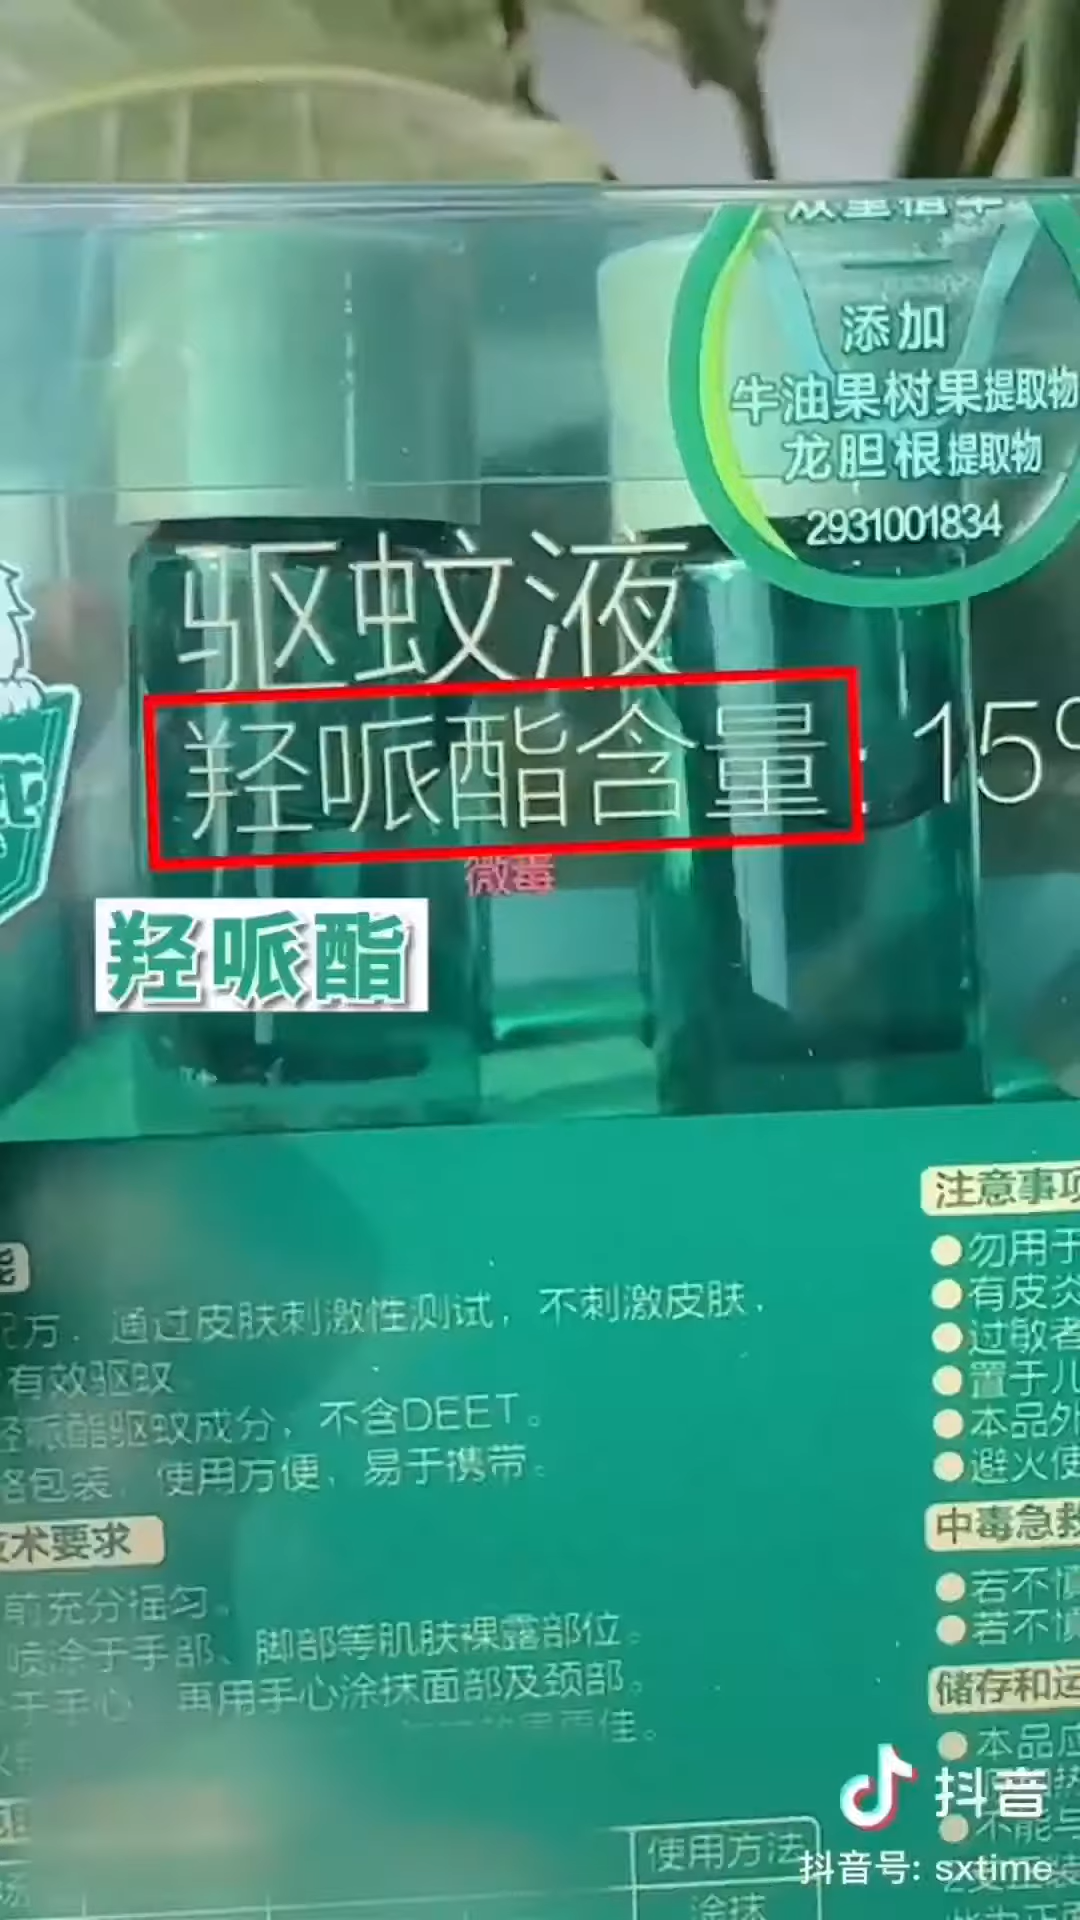 添加
牛油果树果提取物
龙胆根提取物
2931001834
驱蚊液
羟哌酯含量: 15%
微毒
羟哌酯
能
配方，通过皮肤刺激性测试，不刺激皮肤，
有效驱蚊
羟哌酯驱蚊成分，不含DEET。
格包装，使用方便，易于携带。
技术要求
前充分摇匀。
喷涂于手部、脚部等肌肤裸露部位。
于手心，再用手心涂抹面部及颈部。
佳。
使用方法
涂抹
注意事项
勿用于
有皮炎
过敏者
置于儿
本品外
避火使
中毒急救
若不慎
若不慎
储存和运
本品应
不能与
抖音
抖音号: sxtime